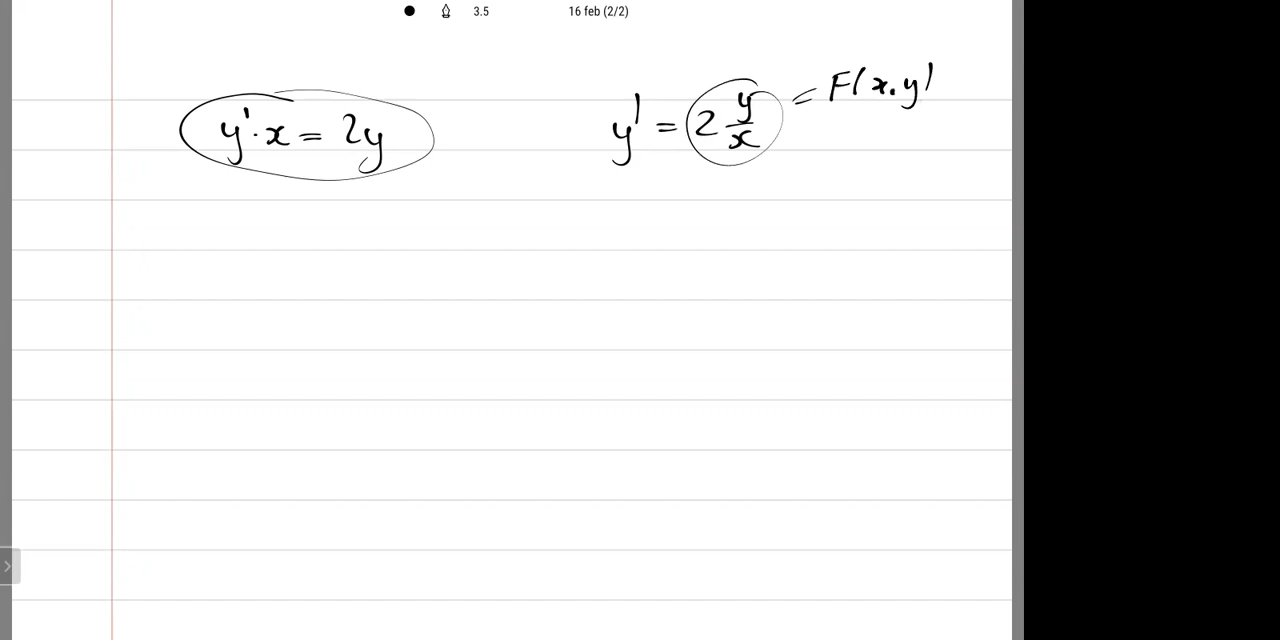 3.5 16 feb (2/2)
y'·x = 2y y' = 2 y/x = F(x,y)